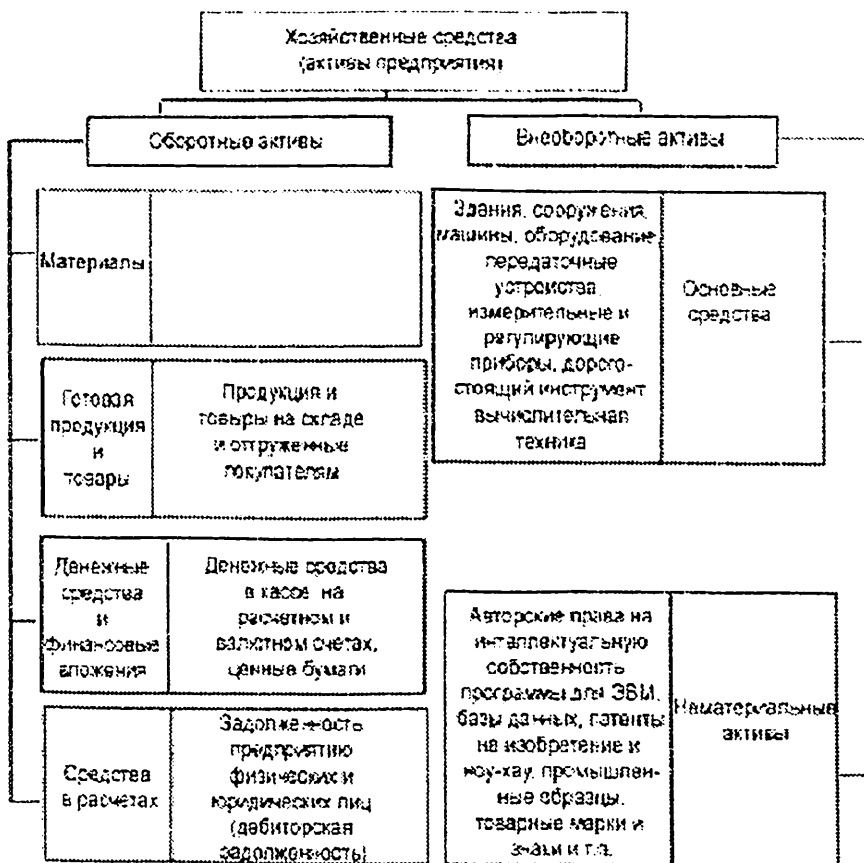 Хозяйственные средства
(активы предприятия)
Оборотные активы
Внеоборотные активы
Материалы
Готовая
продукция
и
товары
Продукция и
товары на складе
и отгруженные
покупателям
Денежные
средства
и
финансовые
вложения
Денежные средства
в кассе, на
расчетном и
валютном счетах,
ценные бумаги
Средства
в расчетах
Задолженность
предприятию
физических и
юридических лиц
(дебиторская
задолженность)
Здания, сооружения,
машины, оборудование,
передаточные
устройства,
измерительные и
регулирующие
приборы, дорого-
стоящий инструмент
вычислительная
техника
Основные
средства
Авторские права на
интеллектуальную
собственность
программы для ЭВМ,
базы данных, патенты
на изобретение и
ноу-хау, промышлен-
ные образцы,
товарные марки и
знаки и т.п.
Нематериальные
активы